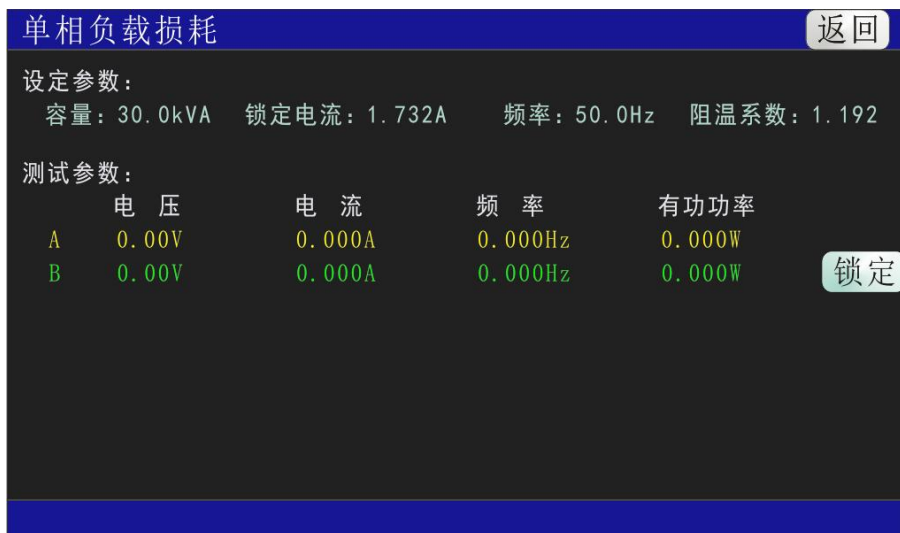 单相负载损耗 返回
设定参数：
容量：30.0kVA 锁定电流：1.732A 频率：50.0Hz 阻温系数：1.192
测试参数：
电 压 电 流 频 率 有功功率
A 0.00V 0.000A 0.000Hz 0.000W
B 0.00V 0.000A 0.000Hz 0.000W
锁定